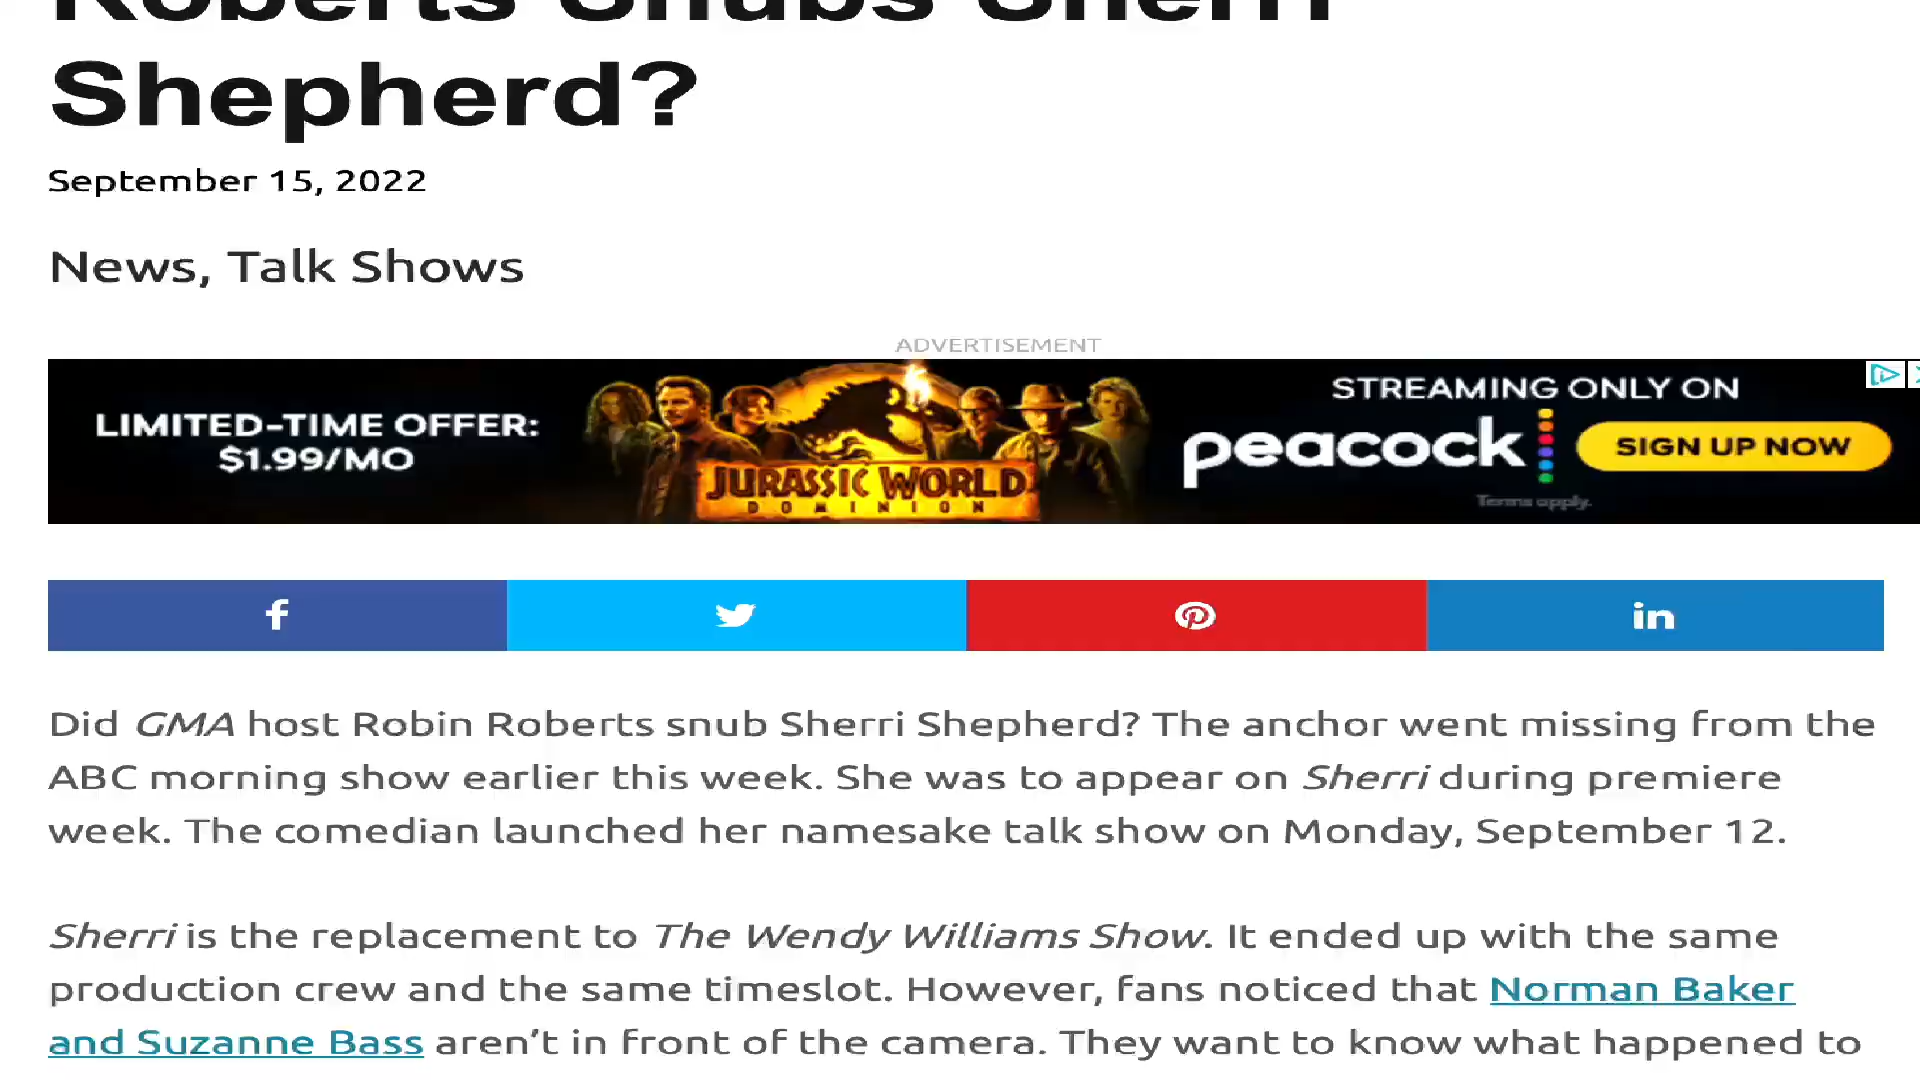 Roberts Snubs Sherri
Shepherd?
September 15, 2022
News, Talk Shows
ADVERTISEMENT
LIMITED-TIME OFFER:
$1.99/MO
JURASSIC WORLD
DOMINION
STREAMING ONLY ON
peacock
SIGN UP NOW
Terms apply.
Did GMA host Robin Roberts snub Sherri Shepherd? The anchor went missing from the
ABC morning show earlier this week. She was to appear on Sherri during premiere
week. The comedian launched her namesake talk show on Monday, September 12.
Sherri is the replacement to The Wendy Williams Show. It ended up with the same
production crew and the same timeslot. However, fans noticed that Norman Baker
and Suzanne Bass aren’t in front of the camera. They want to know what happened to